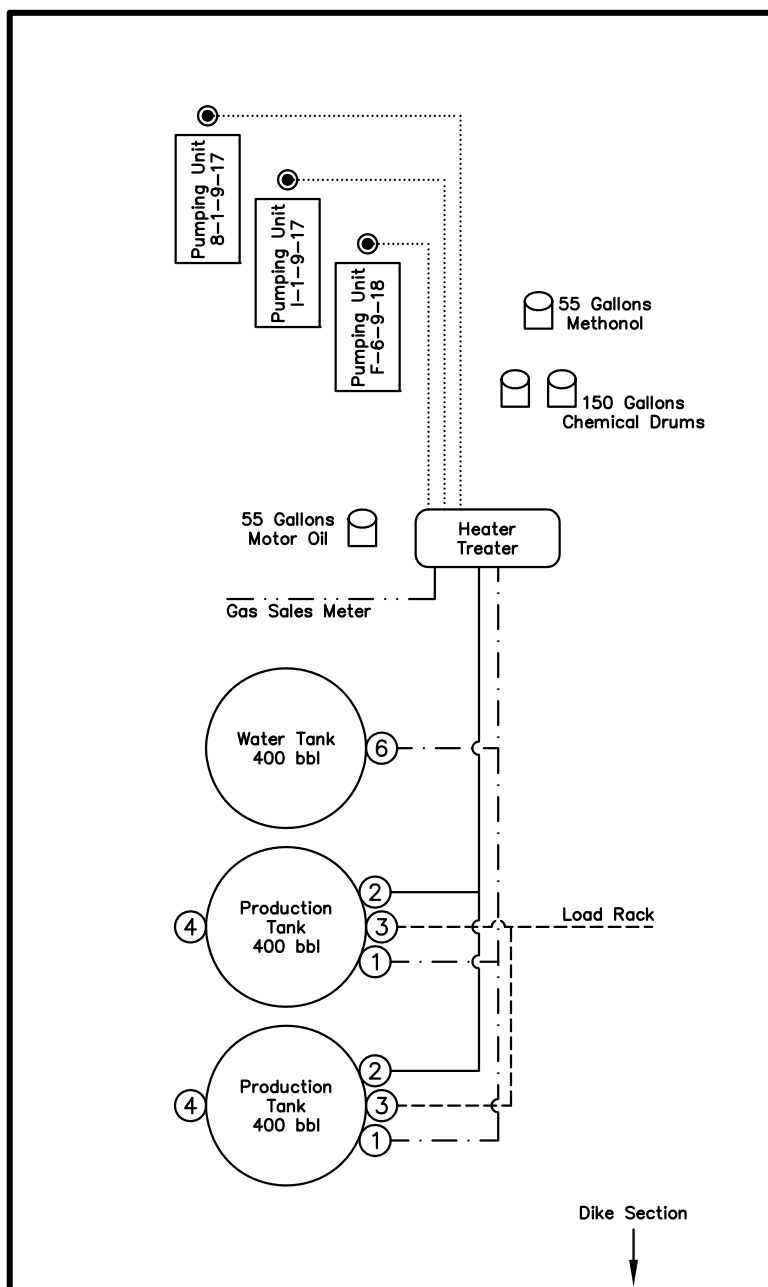 Pumping Unit
8-1-9-17
Pumping Unit
I-1-9-17
Pumping Unit
F-6-9-18
55 Gallons
Methonol
150 Gallons
Chemical Drums
55 Gallons
Motor Oil
Heater
Treater
Gas Sales Meter
Water Tank
400 bbl
6
2
Production
Tank
400 bbl
4
3
Load Rack
1
2
Production
Tank
400 bbl
4
3
1
Dike Section